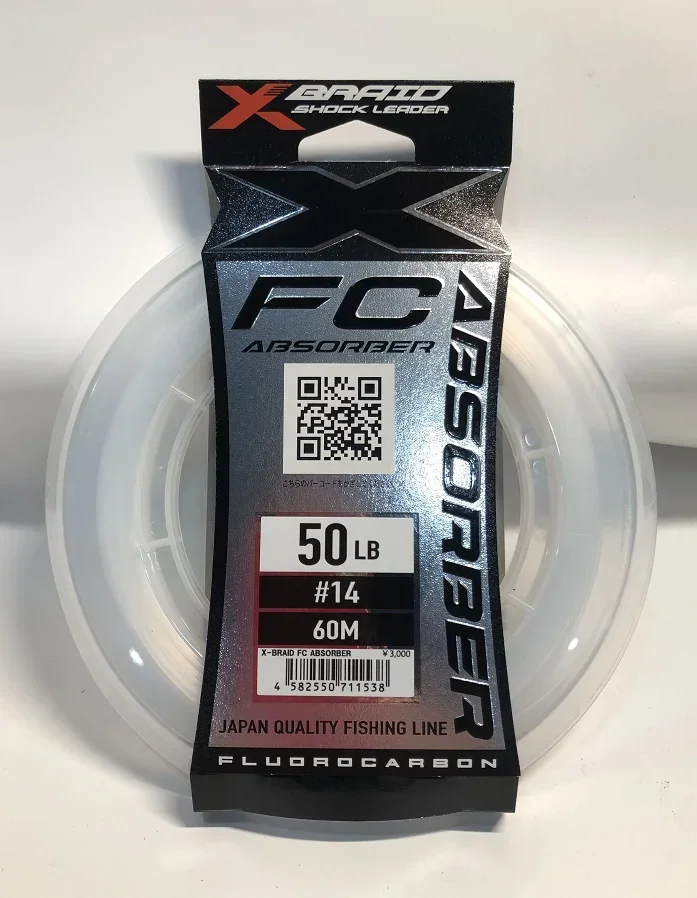 X BRAID
SHOCK LEADER
X
FC
ABSORBER
ABSORBER
50 LB
#14
60M
X-BRAID FC ABSORBER ¥3,000
4 582550 711538
JAPAN QUALITY FISHING LINE
FLUOROCARBON